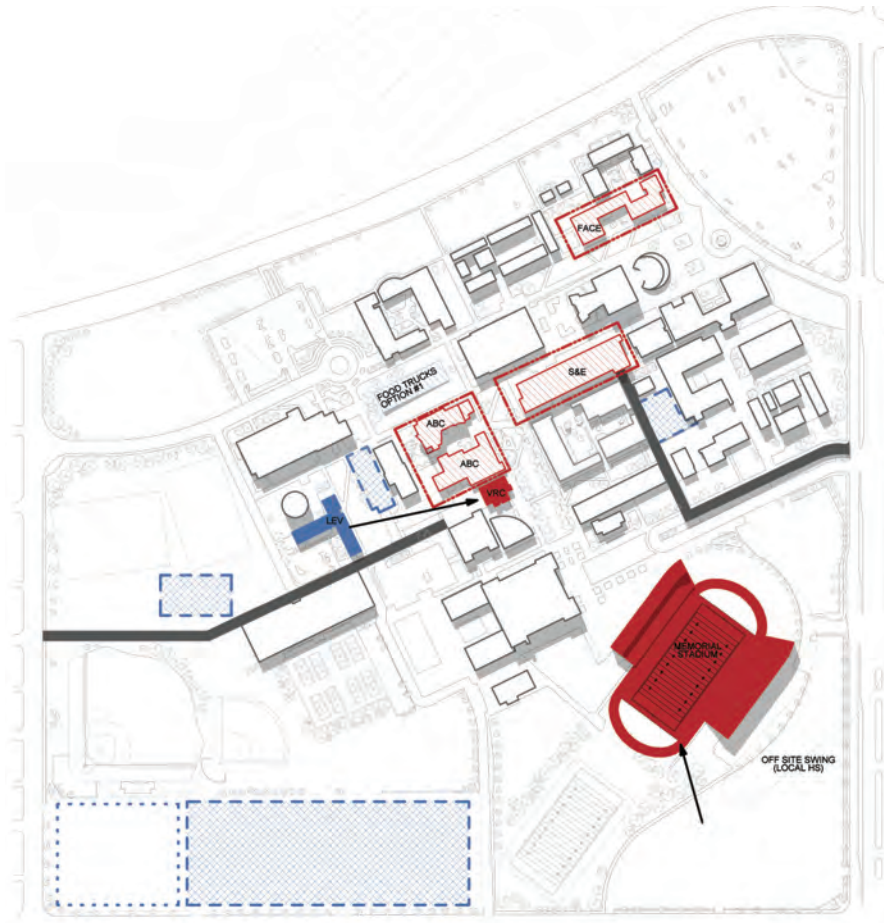 FACE
S&E
FOOD TRUCKS
OPTION #1
ABC
ABC
VRC
LEV
MEMORIAL
STADIUM
OFF SITE SWING
(LOCAL HS)